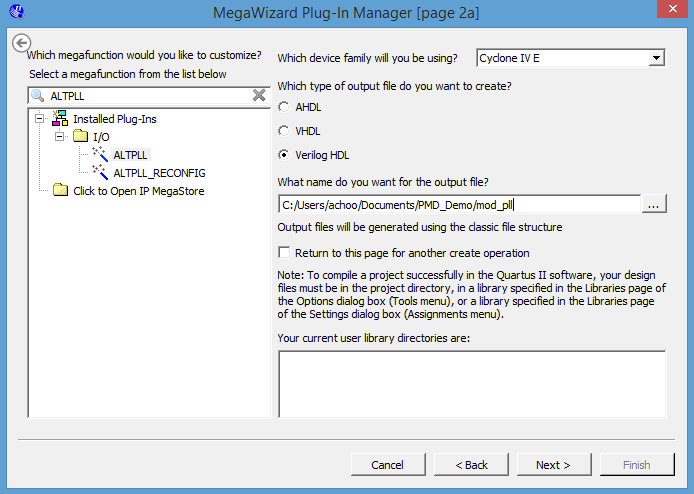 MegaWizard Plug-In Manager [page 2a]
Which megafunction would you like to customize?
Select a megafunction from the list below
ALTPLL
Installed Plug-Ins
I/O
ALTPLL
ALTPLL_RECONFIG
Click to Open IP MegaStore
Which device family will you be using?
Cyclone IV E
Which type of output file do you want to create?
AHDL
VHDL
Verilog HDL
What name do you want for the output file?
C:/Users/achoo/Documents/PMD_Demo/mod_pll
...
Output files will be generated using the classic file structure
Return to this page for another create operation
Note: To compile a project successfully in the Quartus II software, your design
files must be in the project directory, in a library specified in the Libraries page of
the Options dialog box (Tools menu), or a library specified in the Libraries page
of the Settings dialog box (Assignments menu).
Your current user library directories are:
Cancel
< Back
Next >
Finish